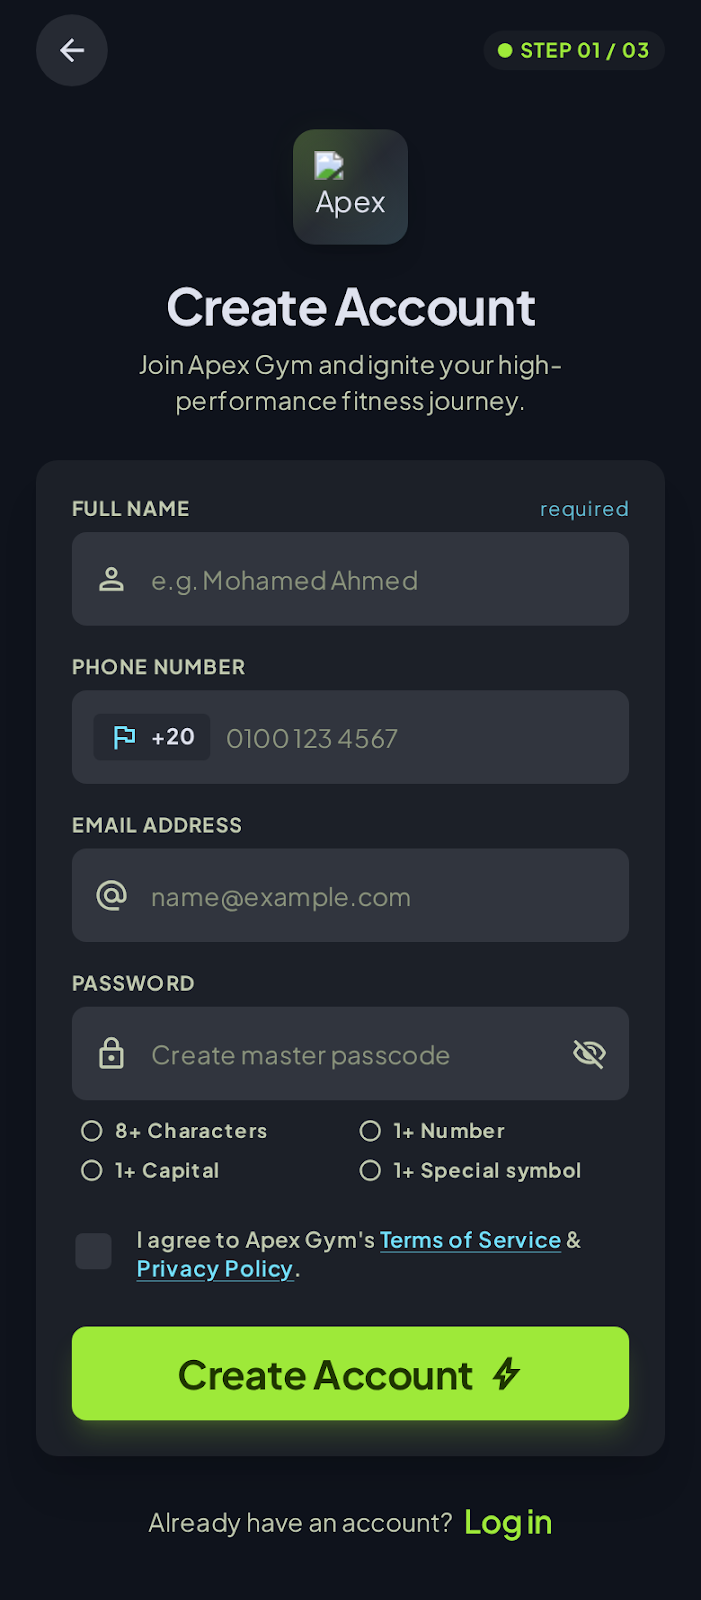 STEP 01 / 03
Apex
Create Account
Join Apex Gym and ignite your high-
performance fitness journey.
FULL NAME required
e.g. Mohamed Ahmed
PHONE NUMBER
+20 0100 123 4567
EMAIL ADDRESS
name@example.com
PASSWORD
Create master passcode
8+ Characters 1+ Number
1+ Capital 1+ Special symbol
I agree to Apex Gym's Terms of Service &
Privacy Policy.
Create Account
Already have an account? Log in